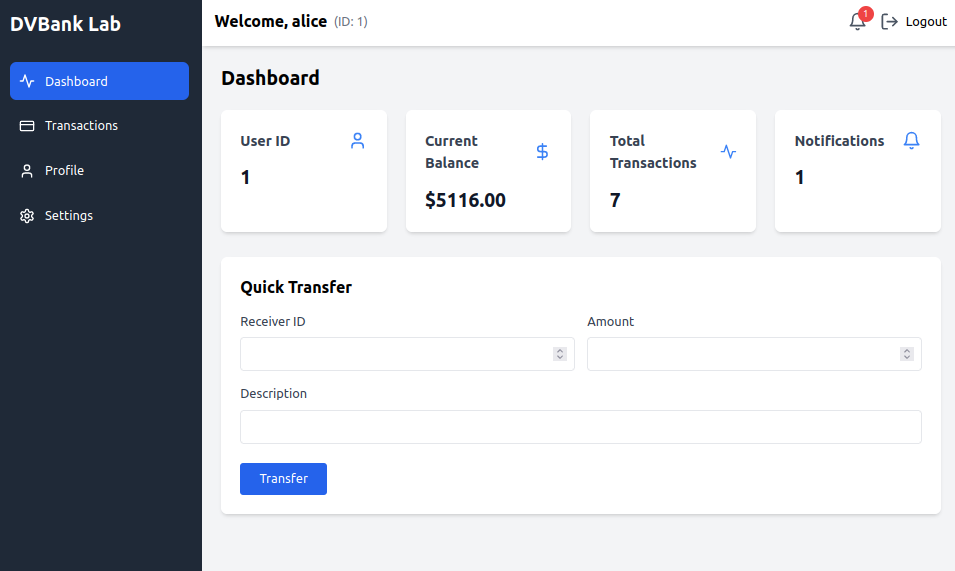 DVBank Lab
Dashboard
Transactions
Profile
Settings
Welcome, alice (ID: 1)
1
Logout
Dashboard
User ID
1
Current
Balance
$5116.00
Total
Transactions
7
Notifications
1
Quick Transfer
Receiver ID
Amount
Description
Transfer